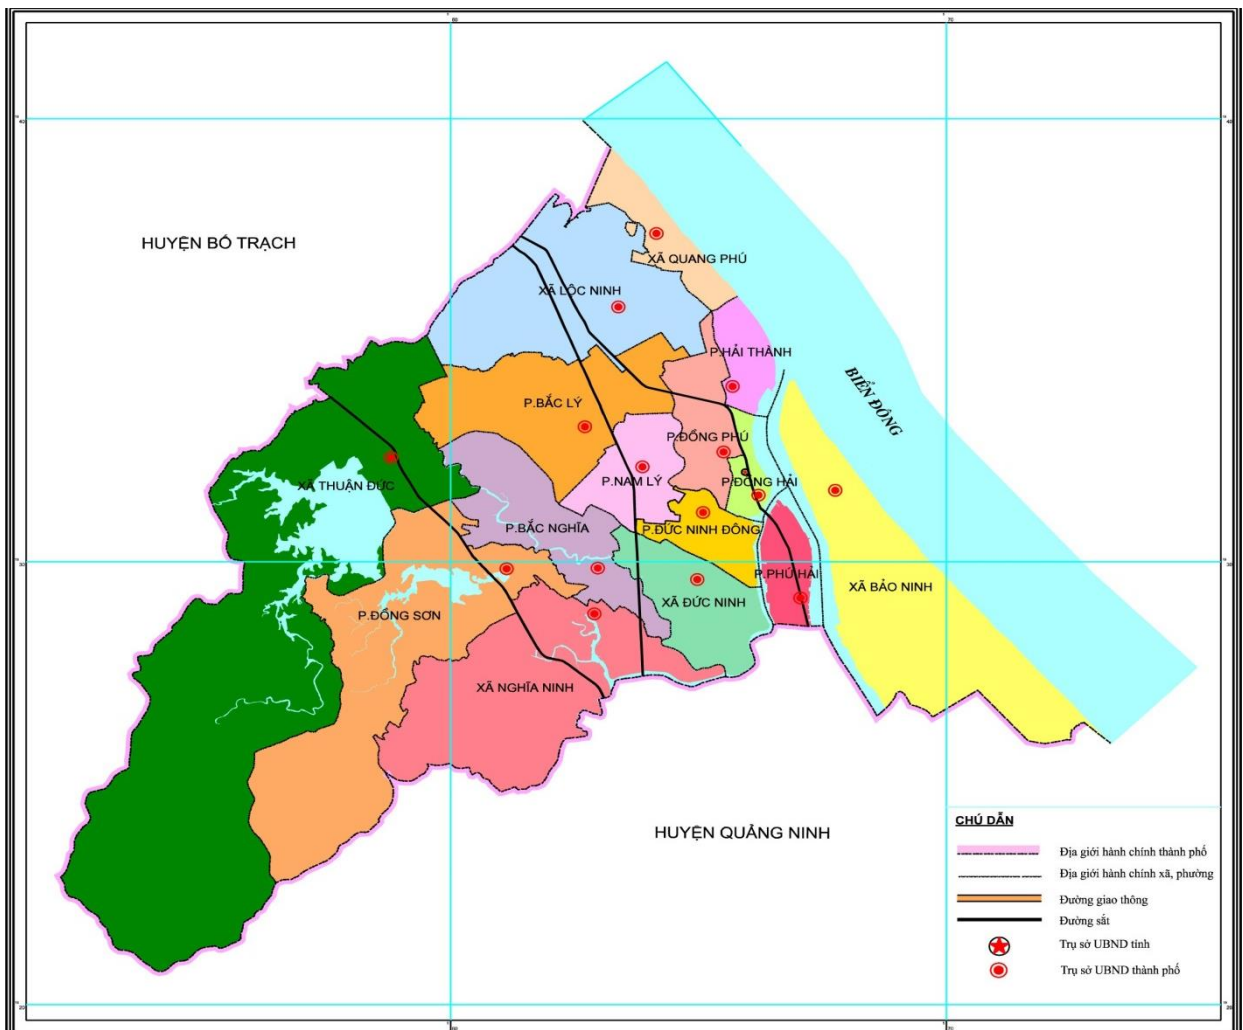 HUYỆN BỐ TRẠCH
XÃ QUANG PHÚ
XÃ LỘC NINH
P.HẢI THÀNH
BIỂN ĐÔNG
P.BẮC LÝ
P.ĐỒNG PHÚ
P.NAM LÝ
P.ĐỒNG HẢI
XÃ THUẬN ĐỨC
P.BẮC NGHĨA
P.ĐỨC NINH ĐÔNG
P.PHÚ HẢI
XÃ BẢO NINH
XÃ ĐỨC NINH
P.ĐỒNG SƠN
XÃ NGHĨA NINH
HUYỆN QUẢNG NINH
CHÚ DẪN
Địa giới hành chính thành phố
Địa giới hành chính xã, phường
Đường giao thông
Đường sắt
Trụ sở UBND tỉnh
Trụ sở UBND thành phố